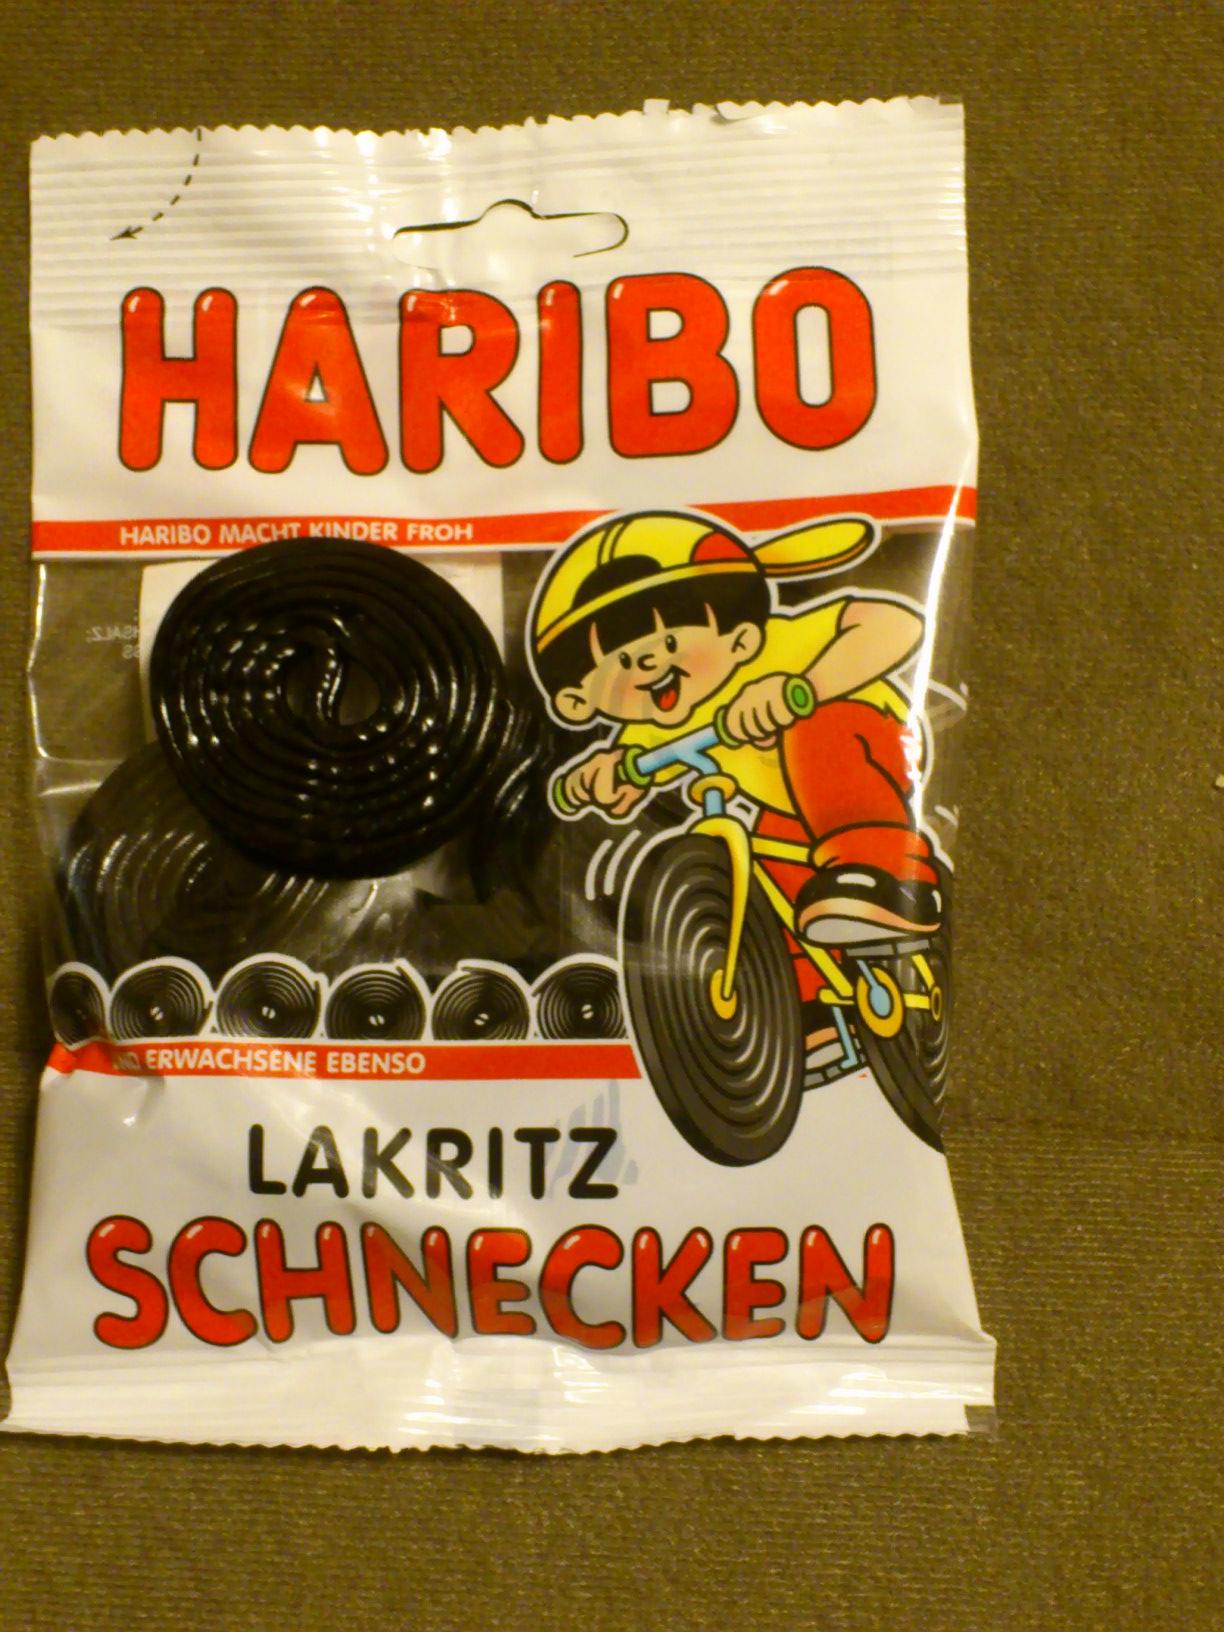 HARIBO
HARIBO MACHT KINDER FROH
ERWACHSENE EBENSO
LAKRITZ
SCHNECKEN